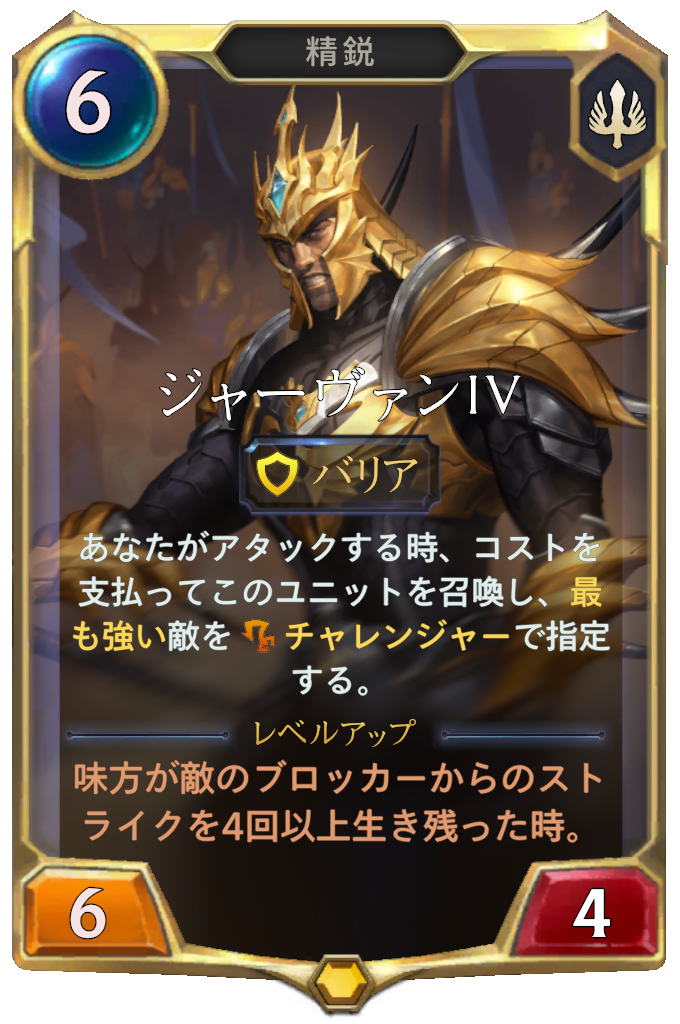 精鋭
6
ジャーヴァンIV
バリア
あなたがアタックする時、コストを
支払ってこのユニットを召喚し、最
も強い敵を チャレンジャーで指定
する。
レベルアップ
味方が敵のブロッカーからのスト
ライクを4回以上生き残った時。
6
4